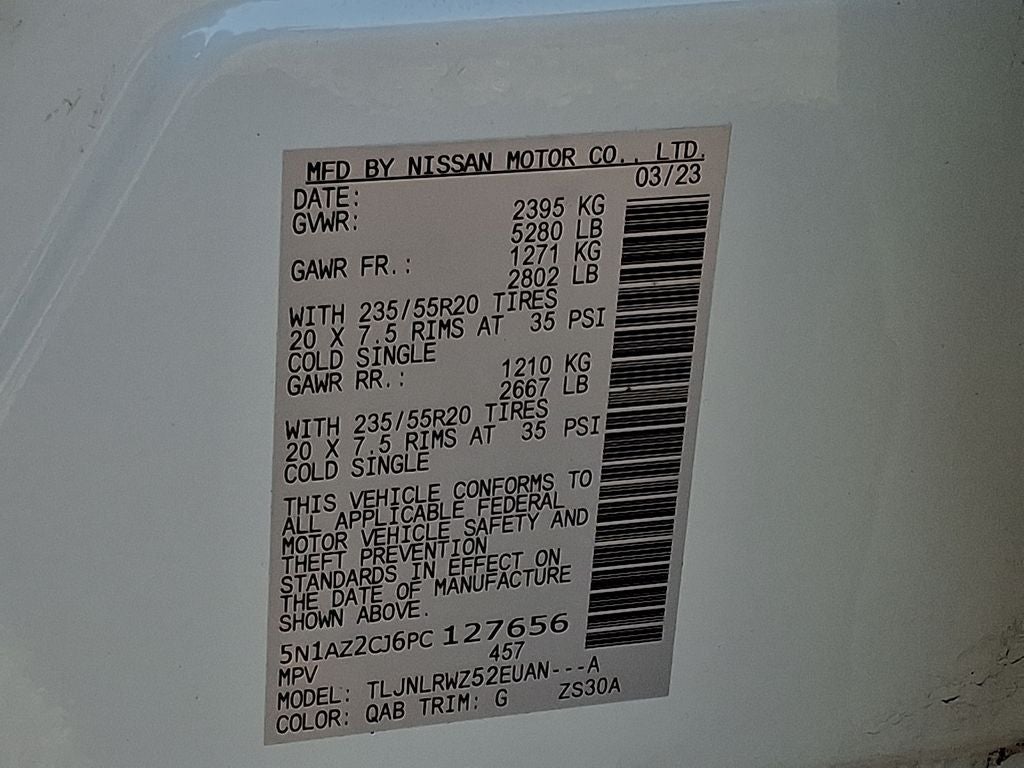 MFD BY NISSAN MOTOR CO., LTD.
DATE: 03/23
GVWR: 2395 KG
5280 LB
GAWR FR.: 1271 KG
2802 LB
WITH 235/55R20 TIRES
20 X 7.5 RIMS AT 35 PSI
COLD SINGLE
GAWR RR.: 1210 KG
2667 LB
WITH 235/55R20 TIRES
20 X 7.5 RIMS AT 35 PSI
COLD SINGLE
THIS VEHICLE CONFORMS TO
ALL APPLICABLE FEDERAL
MOTOR VEHICLE SAFETY AND
THEFT PREVENTION
STANDARDS IN EFFECT ON
THE DATE OF MANUFACTURE
SHOWN ABOVE.
5N1AZ2CJ6PC 127656
MPV 457
MODEL: TLJNLRWZ52EUAN---A
COLOR: QAB TRIM: G ZS30A